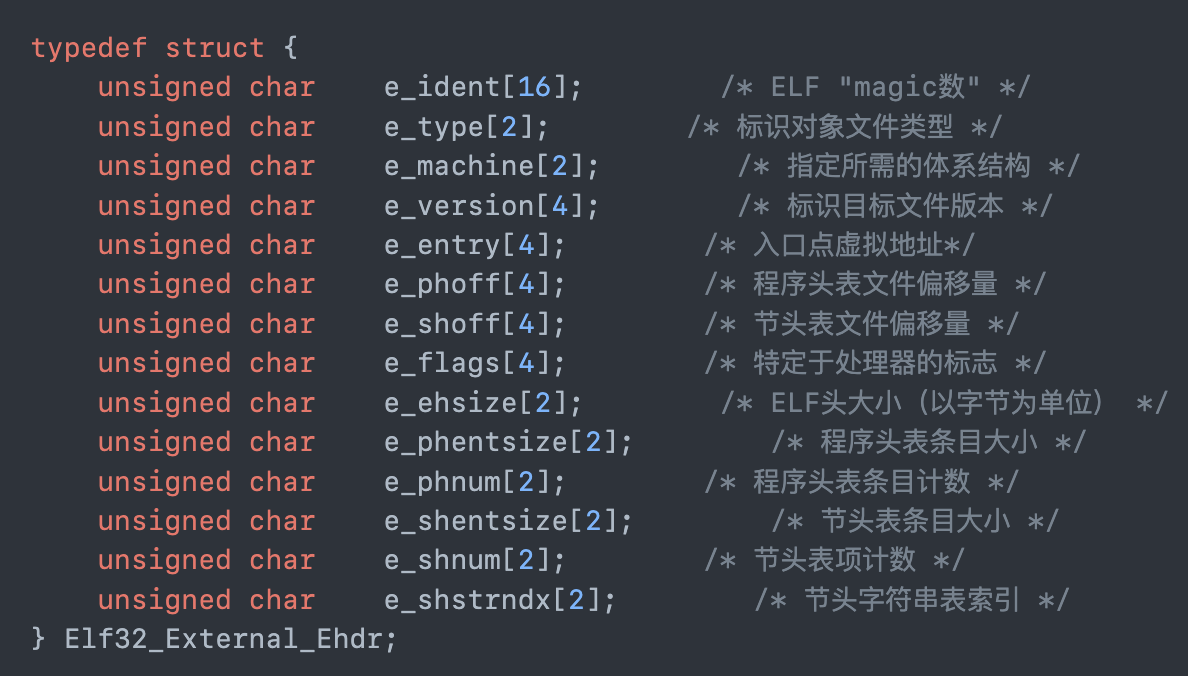 typedef struct {
    unsigned char    e_ident[16];        /* ELF "magic数" */
    unsigned char    e_type[2];        /* 标识对象文件类型 */
    unsigned char    e_machine[2];        /* 指定所需的体系结构 */
    unsigned char    e_version[4];        /* 标识目标文件版本 */
    unsigned char    e_entry[4];        /* 入口点虚拟地址*/
    unsigned char    e_phoff[4];        /* 程序头表文件偏移量 */
    unsigned char    e_shoff[4];        /* 节头表文件偏移量 */
    unsigned char    e_flags[4];        /* 特定于处理器的标志 */
    unsigned char    e_ehsize[2];        /* ELF头大小（以字节为单位） */
    unsigned char    e_phentsize[2];        /* 程序头表条目大小 */
    unsigned char    e_phnum[2];        /* 程序头表条目计数 */
    unsigned char    e_shentsize[2];        /* 节头表条目大小 */
    unsigned char    e_shnum[2];        /* 节头表项计数 */
    unsigned char    e_shstrndx[2];        /* 节头字符串表索引 */
} Elf32_External_Ehdr;